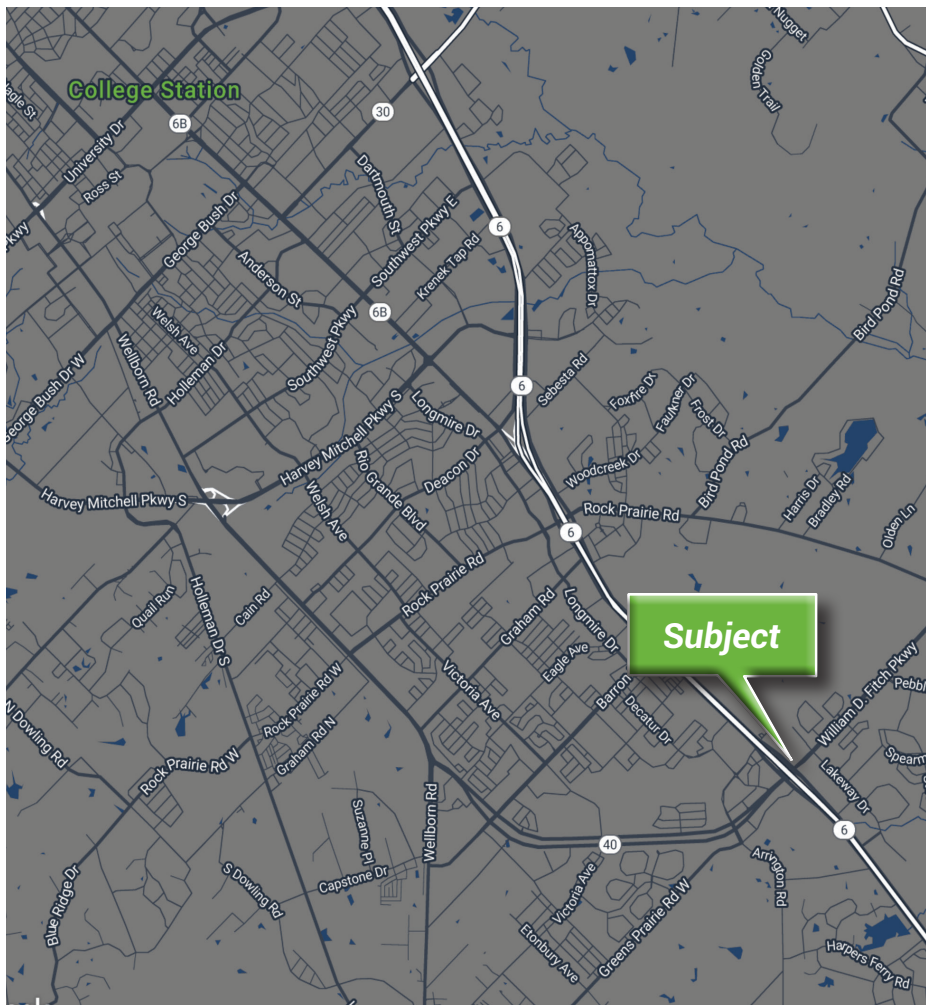 Nugget
Golden Trail
College Station
6B
30
University Dr
Ross St
Dartmouth St
George Bush Dr
Southwest Pkwy E
6
Krenek Tap Rd
Appomattox Dr
Anderson St
Bird Pond Rd
6B
Welsh Ave
Wellborn Rd
Holleman Dr
Southwest Pkwy
George Bush Dr W
6
Sebesta Rd
Foxfire Dr
Faulkner Dr
Frost Dr
Longmire Dr
Harvey Mitchell Pkwy S
Deacon Dr
Rio Grande Blvd
Woodcreek Dr
Bird Pond Rd
Harvey Mitchell Pkwy S
Welsh Ave
Rock Prairie Rd
Harris Dr
Bradley Rd
Olden Ln
6
Rock Prairie Rd
Quail Run
Cain Rd
Holleman Dr S
Graham Rd
Longmire Dr
Eagle Ave
Subject
William D. Fitch Pkwy
Victoria Ave
Barron
Decatur Dr
N Dowling Rd
Rock Prairie Rd W
Graham Rd N
Rock Prairie Rd W
Lakeway Dr
6
Wellborn Rd
Suzanne Pl
40
Capstone Dr
S Dowling Rd
Blue Ridge Dr
Victoria Ave
Arrington Rd
Greens Prairie Rd W
Etonbury Ave
Harpers Ferry Rd